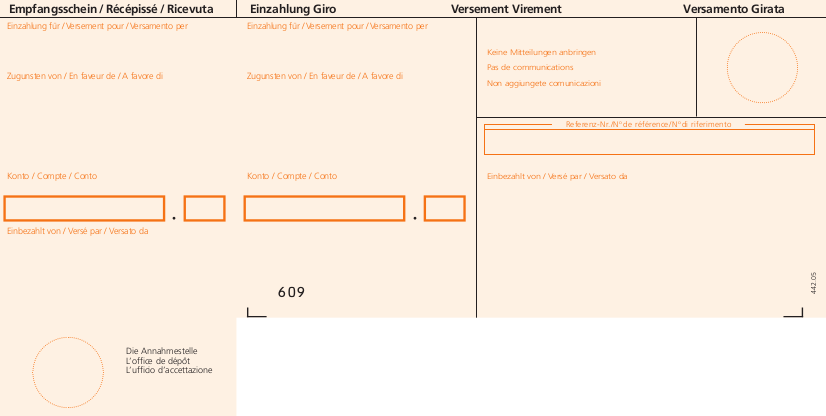 Empfangsschein / Récépissé / Ricevuta
Einzahlung für / Versement pour / Versamento per
Zugunsten von / En faveur de / A favore di
Konto / Compte / Conto
.
Einbezahlt von / Versé par / Versato da
Die Annahmestelle
L'office de dépôt
L'ufficio d'accettazione
Einzahlung Giro
Versement Virement
Versamento Girata
Einzahlung für / Versement pour / Versamento per
Zugunsten von / En faveur de / A favore di
Konto / Compte / Conto
.
609
Keine Mitteilungen anbringen
Pas de communications
Non aggiungete comunicazioni
Referenz-Nr./N° de référence/N° di riferimento
Einbezahlt von / Versé par / Versato da
442.05